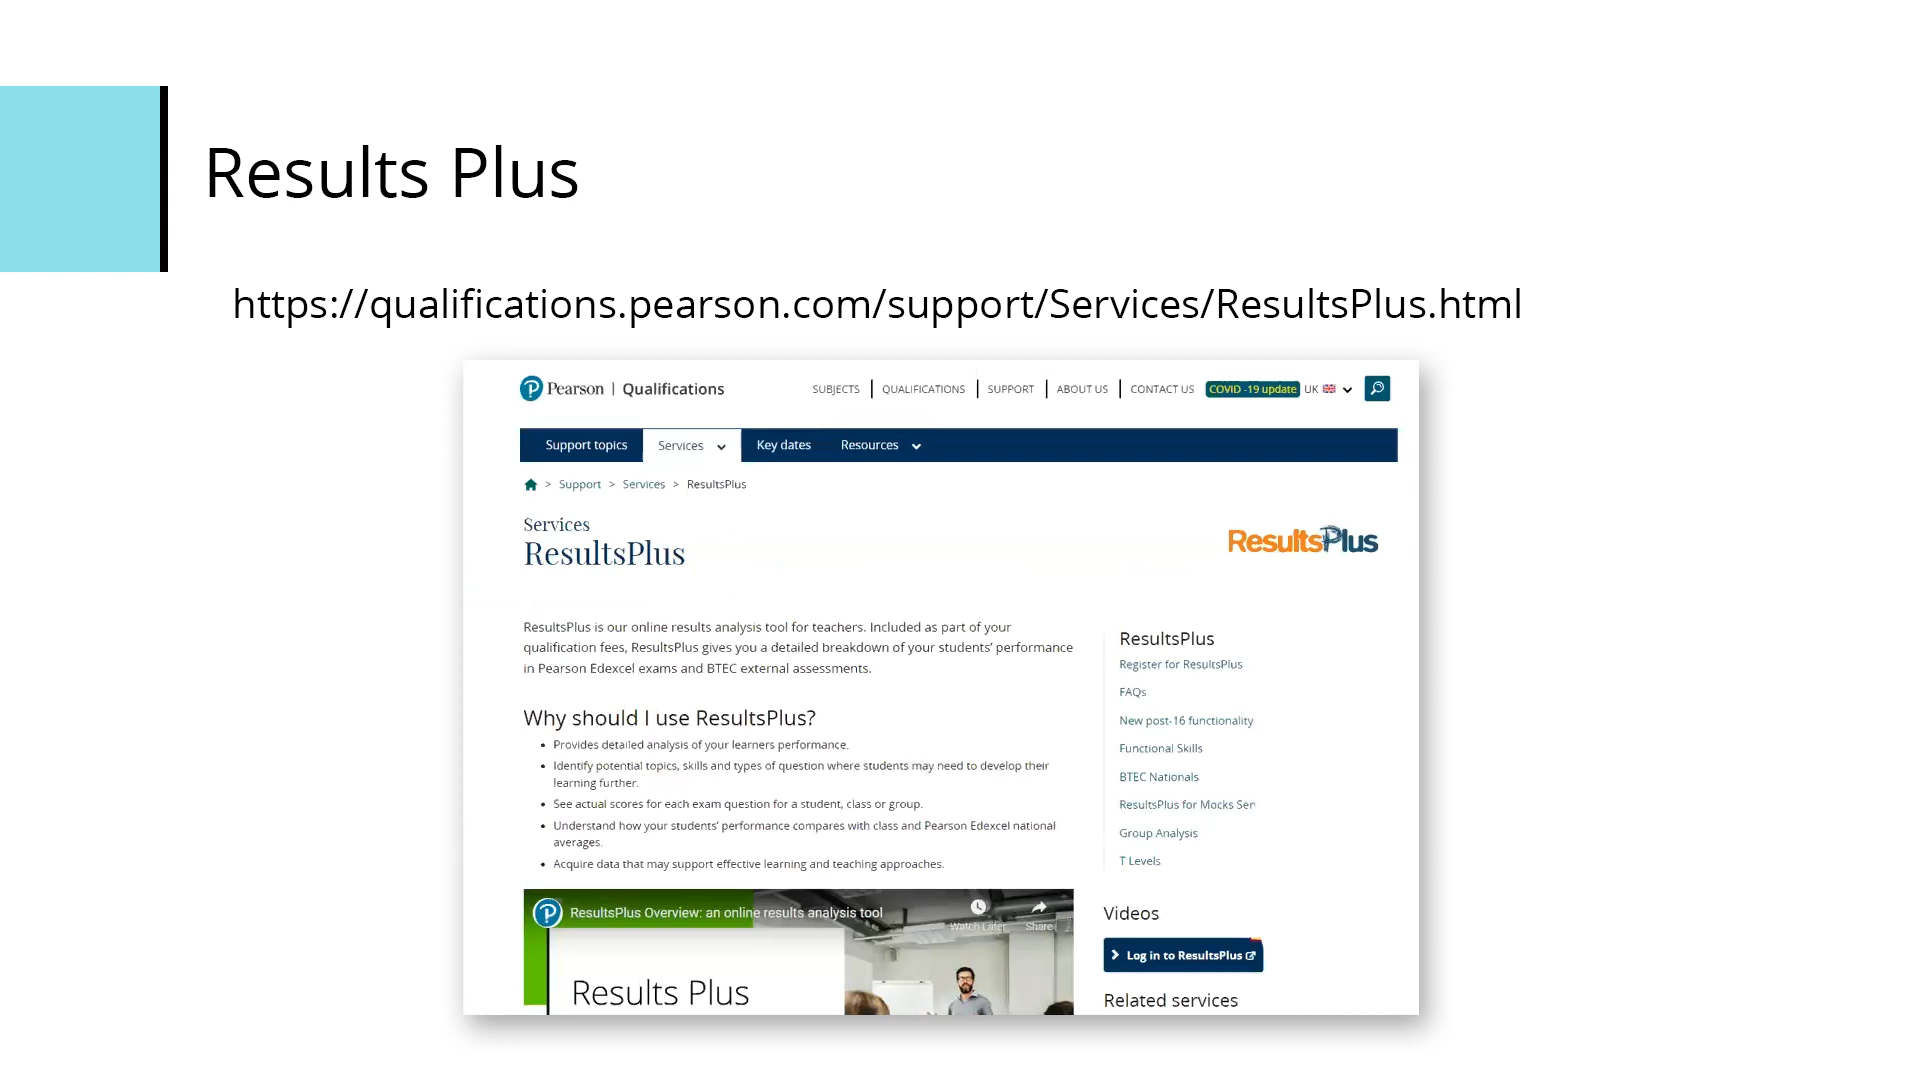 Results Plus
https://qualifications.pearson.com/support/Services/ResultsPlus.html
Pearson | Qualifications
SUBJECTS
QUALIFICATIONS
SUPPORT
ABOUT US
CONTACT US
COVID -19 update
UK
Support topics
Services
Key dates
Resources
> Support > Services > ResultsPlus
Services
ResultsPlus
ResultsPlus
ResultsPlus is our online results analysis tool for teachers. Included as part of your
qualification fees, ResultsPlus gives you a detailed breakdown of your students' performance
in Pearson Edexcel exams and BTEC external assessments.
Why should I use ResultsPlus?
• Provides detailed analysis of your learners performance.
• Identify potential topics, skills and types of question where students may need to develop their
learning further.
• See actual scores for each exam question for a student, class or group.
• Understand how your students' performance compares with class and Pearson Edexcel national
averages.
• Acquire data that may support effective learning and teaching approaches.
ResultsPlus Overview: an online results analysis tool
Watch Later
Share
Results Plus
ResultsPlus
Register for ResultsPlus
FAQs
New post-16 functionality
Functional Skills
BTEC Nationals
ResultsPlus for Mocks Ser
Group Analysis
T Levels
Videos
Log in to ResultsPlus
Related services